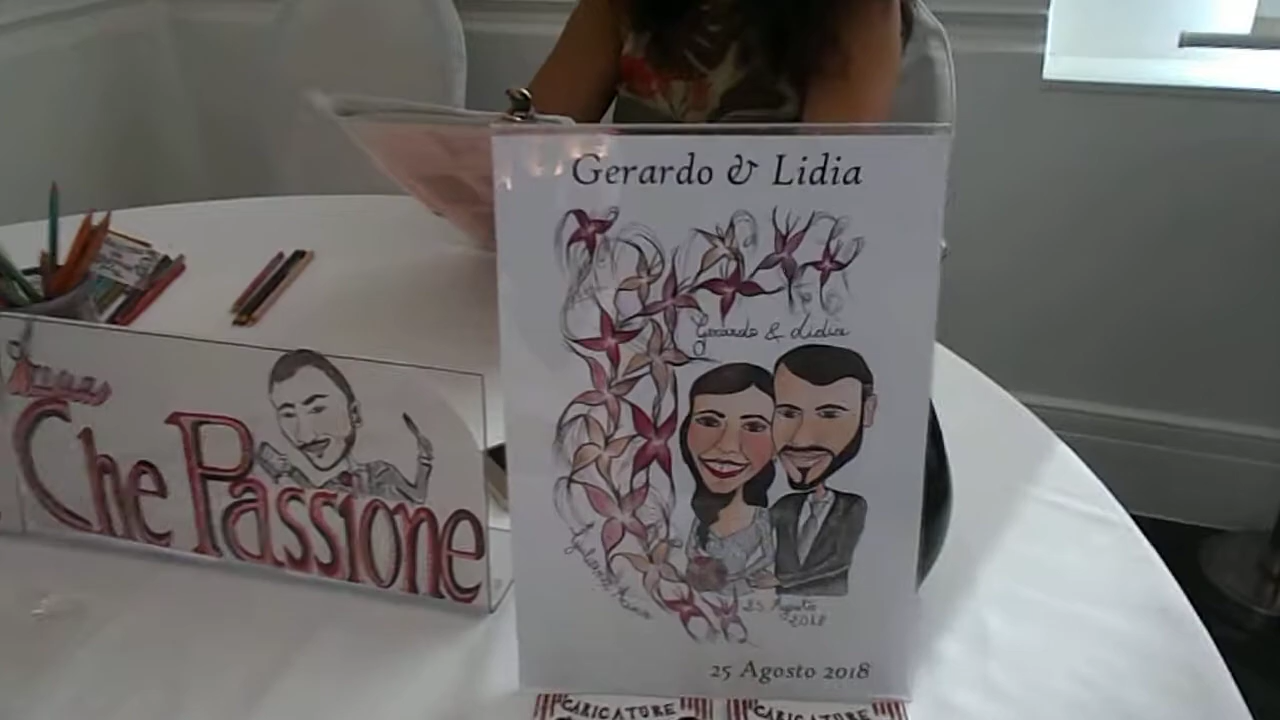 Gerardo & Lidia
Gerardo & Lidia
25 Agosto
2018
25 Agosto 2018
Che Passione
CARICATURE
CARICATURE